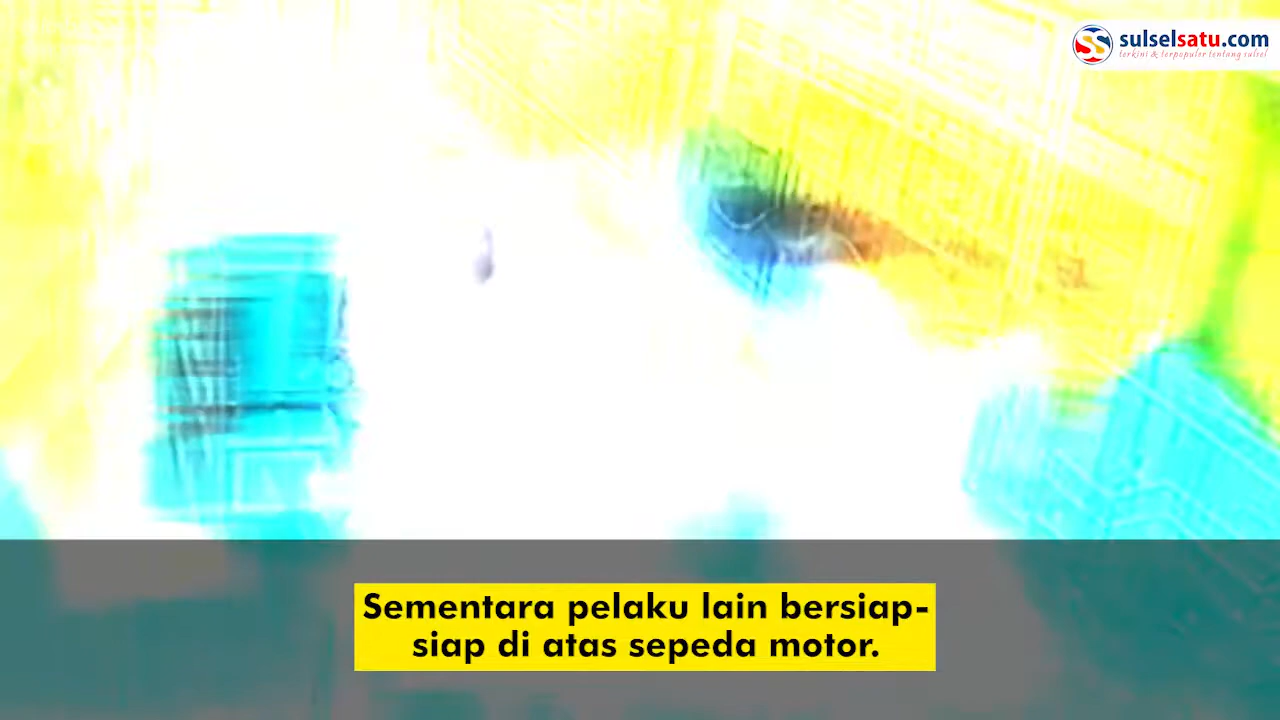 sulselsatu.com
terkini & terpopuler tentang sulsel
Sementara pelaku lain bersiap-
siap di atas sepeda motor.